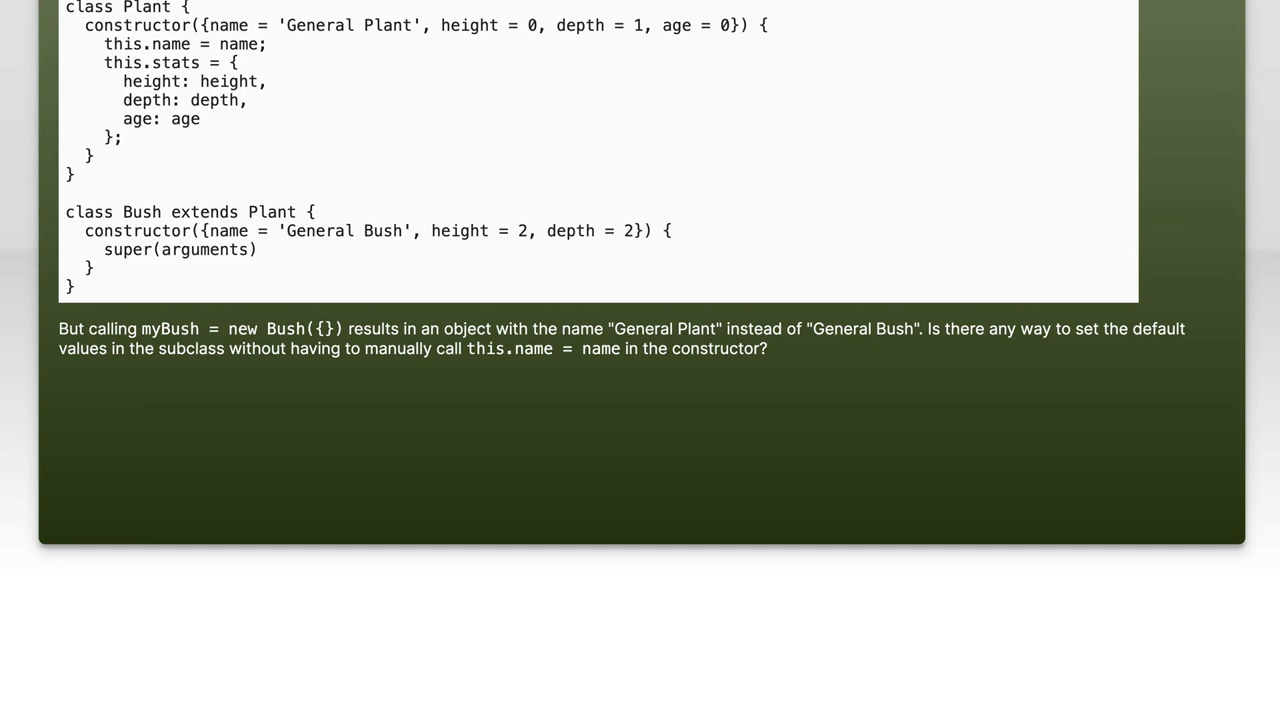 class Plant {
  constructor({name = 'General Plant', height = 0, depth = 1, age = 0}) {
    this.name = name;
    this.stats = {
      height: height,
      depth: depth,
      age: age
    };
  }
}

class Bush extends Plant {
  constructor({name = 'General Bush', height = 2, depth = 2}) {
    super(arguments)
  }
}
But calling myBush = new Bush({}) results in an object with the name "General Plant" instead of "General Bush". Is there any way to set the default
values in the subclass without having to manually call this.name = name in the constructor?